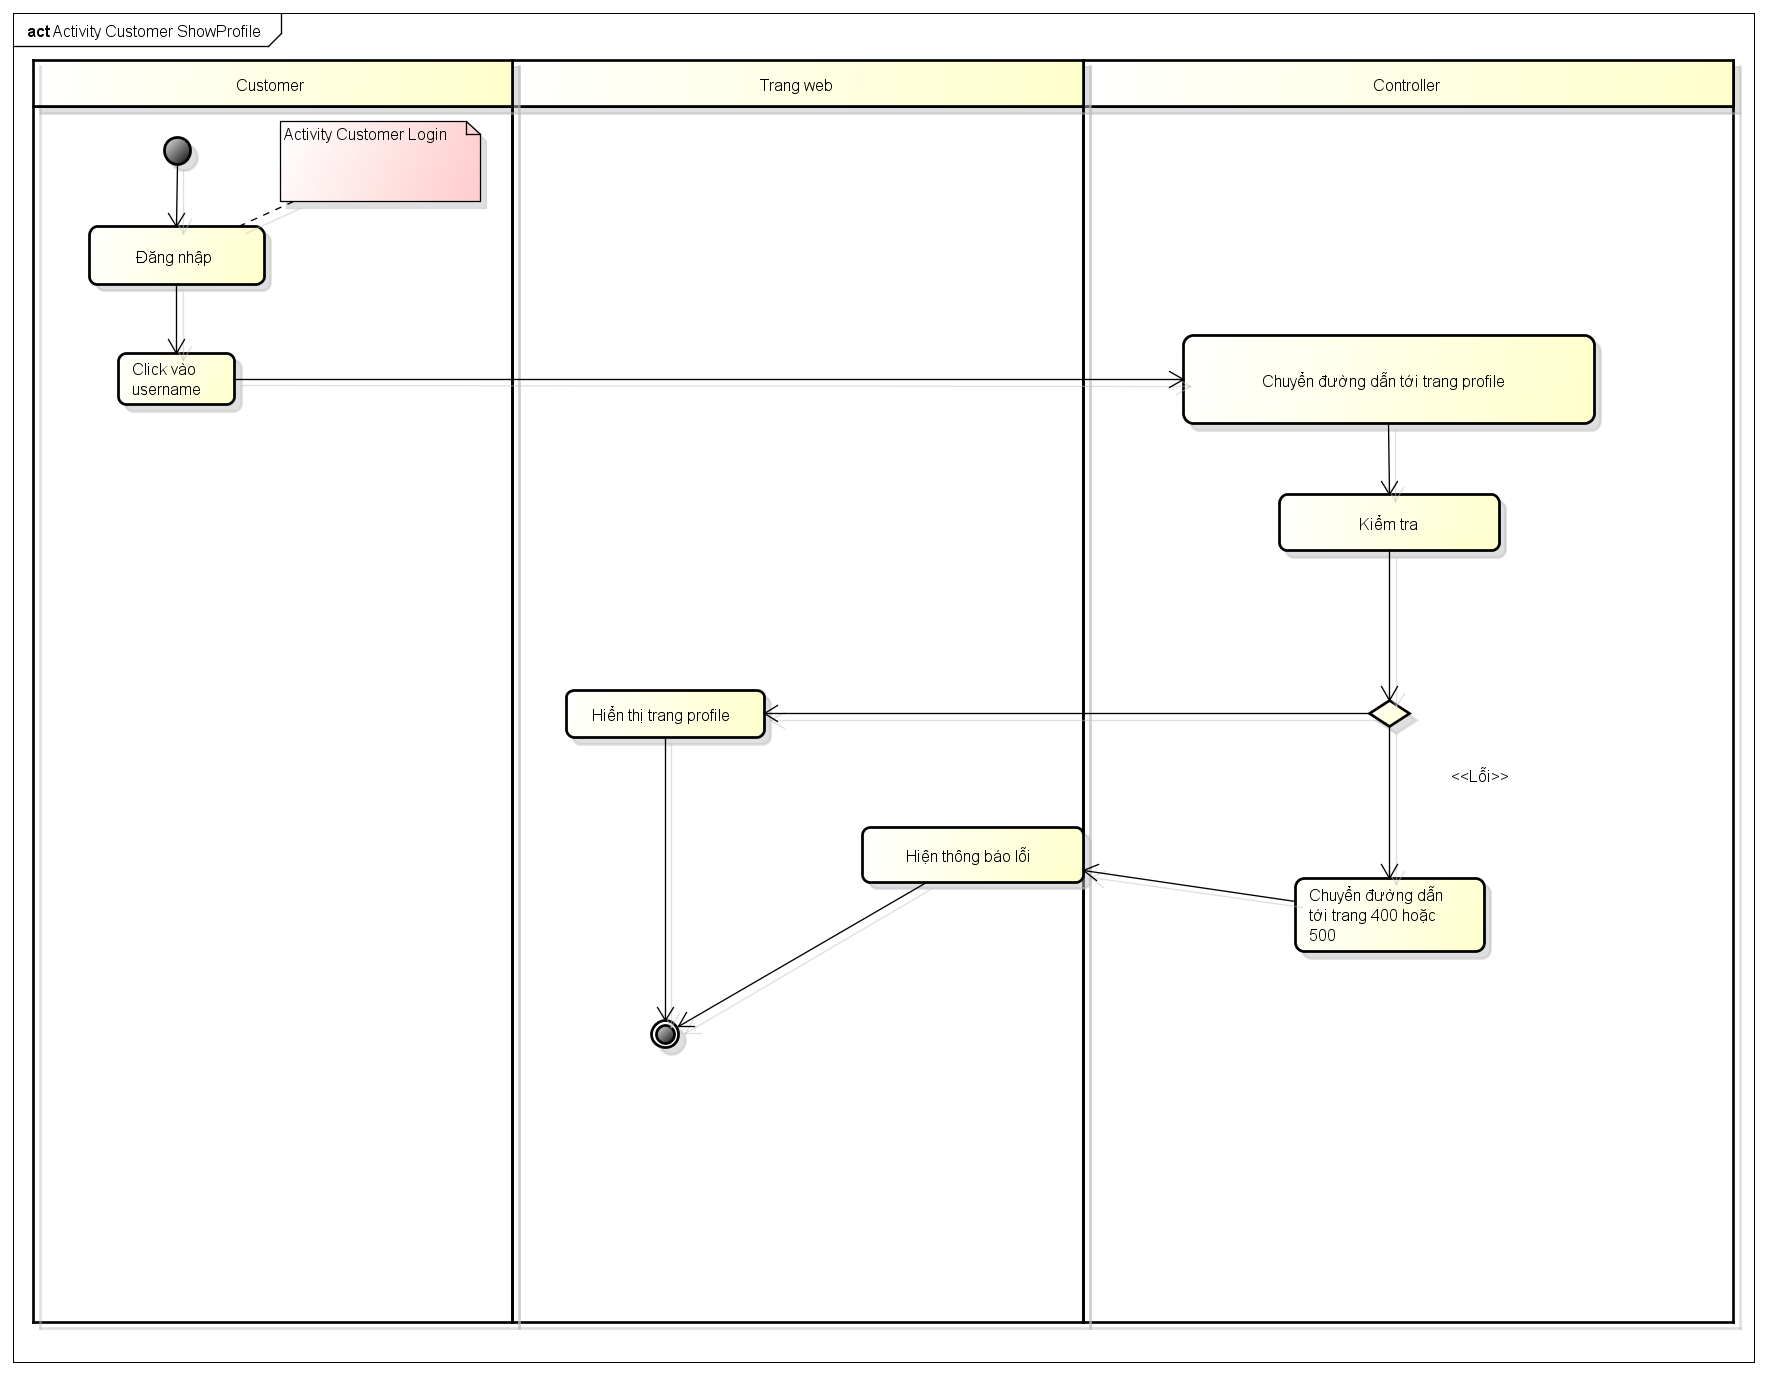 act Activity Customer ShowProfile
Customer
Trang web
Controller
Activity Customer Login
Đăng nhập
Click vào
username
Chuyển đường dẫn tới trang profile
Kiểm tra
Hiển thị trang profile
<<Lỗi>>
Hiện thông báo lỗi
Chuyển đường dẫn
tới trang 400 hoặc
500